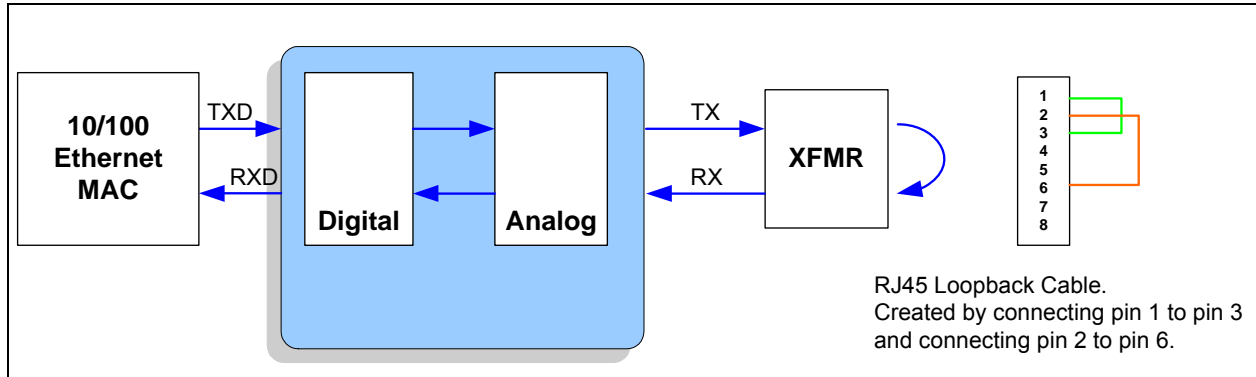 10/100
Ethernet
MAC
TXD
RXD
Digital
Analog
TX
RX
XFMR
1
2
3
4
5
6
7
8
RJ45 Loopback Cable.
Created by connecting pin 1 to pin 3
and connecting pin 2 to pin 6.